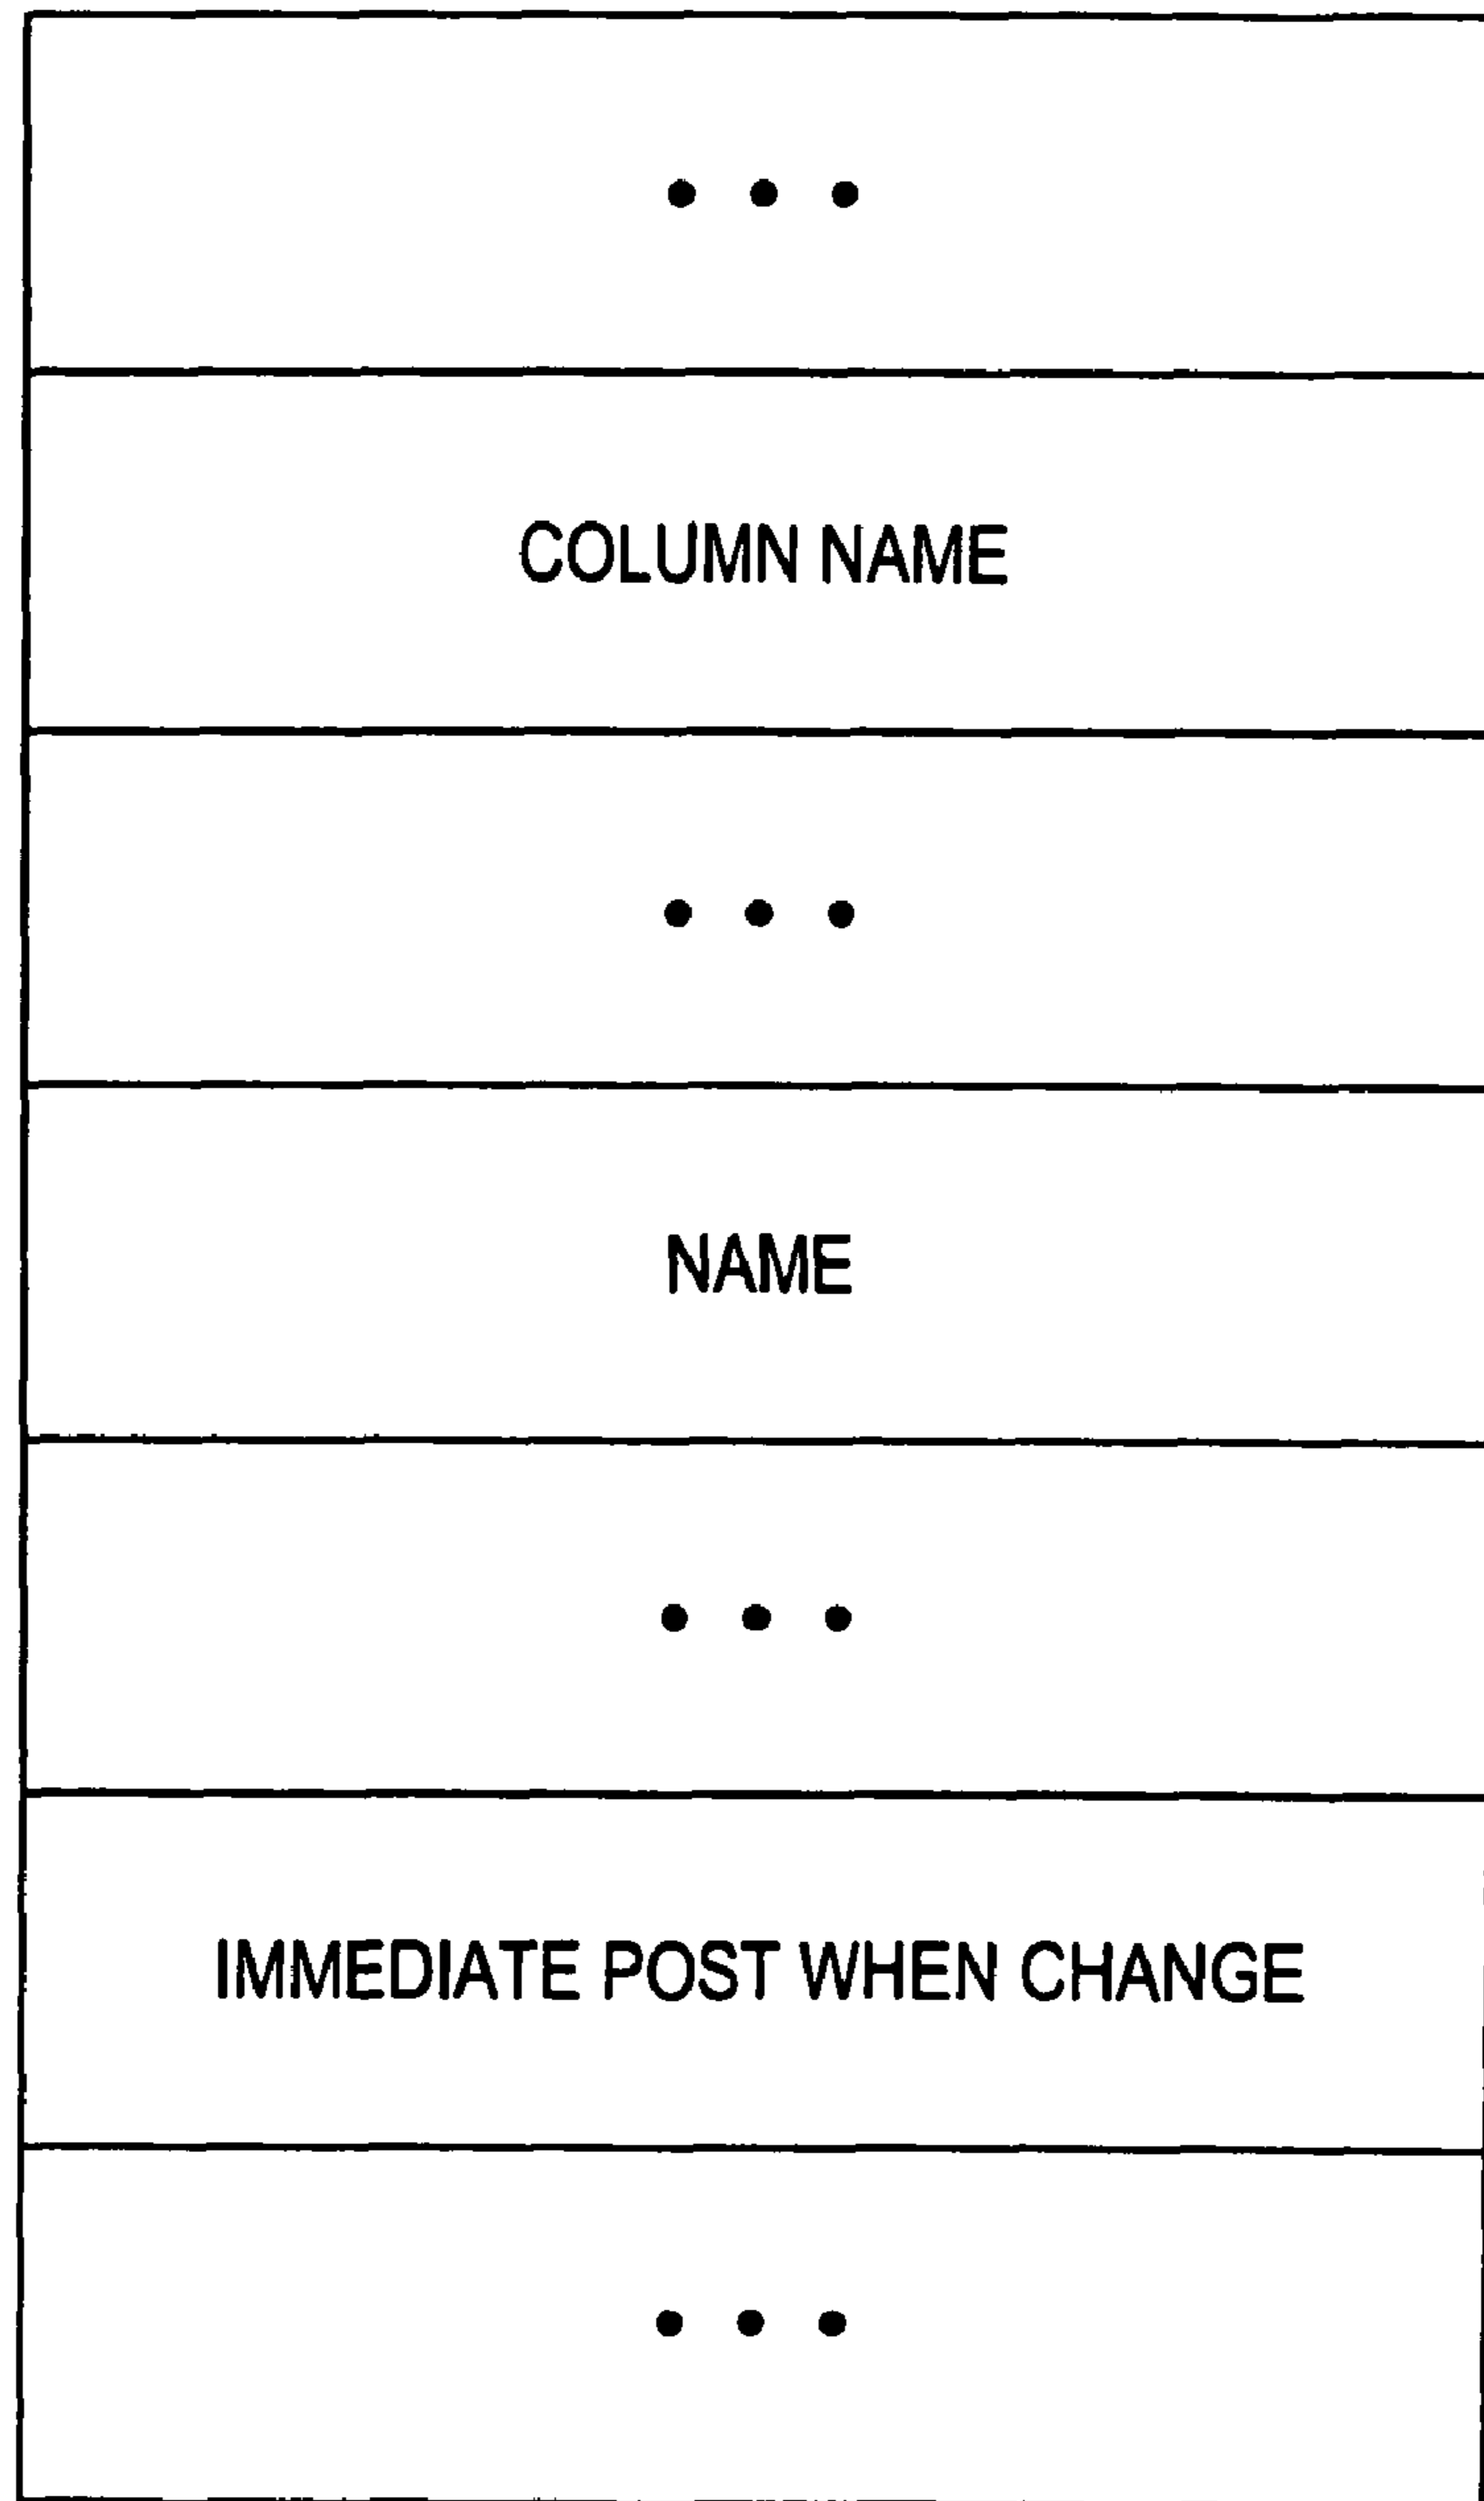 • • •
COLUMN NAME
• • •
NAME
• • •
IMMEDIATE POST WHEN CHANGE
• • •